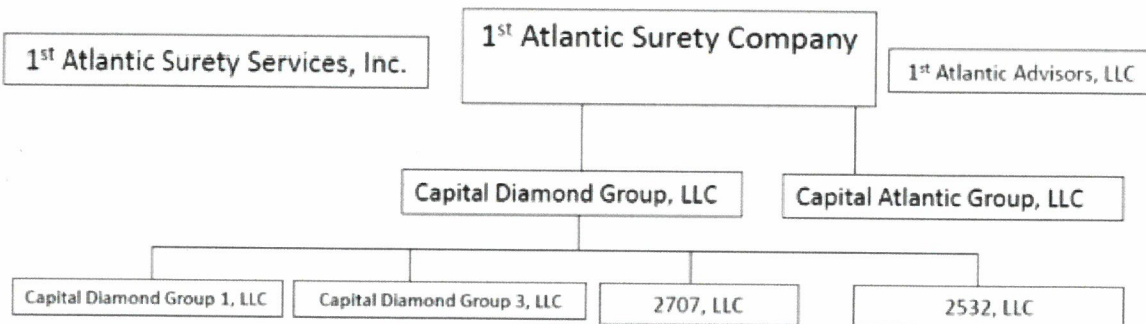 1st Atlantic Surety Company
1st Atlantic Surety Services, Inc.
1st Atlantic Advisors, LLC
Capital Diamond Group, LLC
Capital Atlantic Group, LLC
Capital Diamond Group 1, LLC
Capital Diamond Group 3, LLC
2707, LLC
2532, LLC